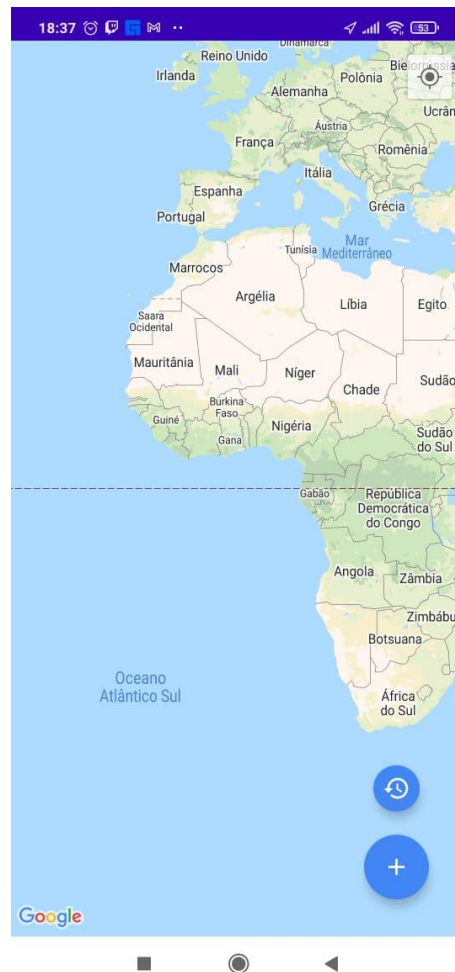 18:37
53
Dinamarca
Reino Unido
Irlanda
Polônia
Bielorrússia
Alemanha
Ucrân
Áustria
França
Romênia
Itália
Espanha
Grécia
Portugal
Mar
Mediterrâneo
Tunísia
Marrocos
Argélia
Líbia
Egito
Saara
Ocidental
Mauritânia
Mali
Níger
Chade
Sudão
Burkina
Faso
Guiné
Gana
Nigéria
Sudão
do Sul
Gabão
República
Democrática
do Congo
Angola
Zâmbia
Zimbábu
Botsuana
Oceano
Atlântico Sul
África
do Sul
Google